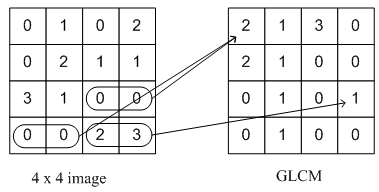 0 1 0 2 2 1 3 0
0 2 1 1 2 1 0 0
3 1 0 0 0 1 0 1
0 0 2 3 0 1 0 0
4 x 4 image GLCM